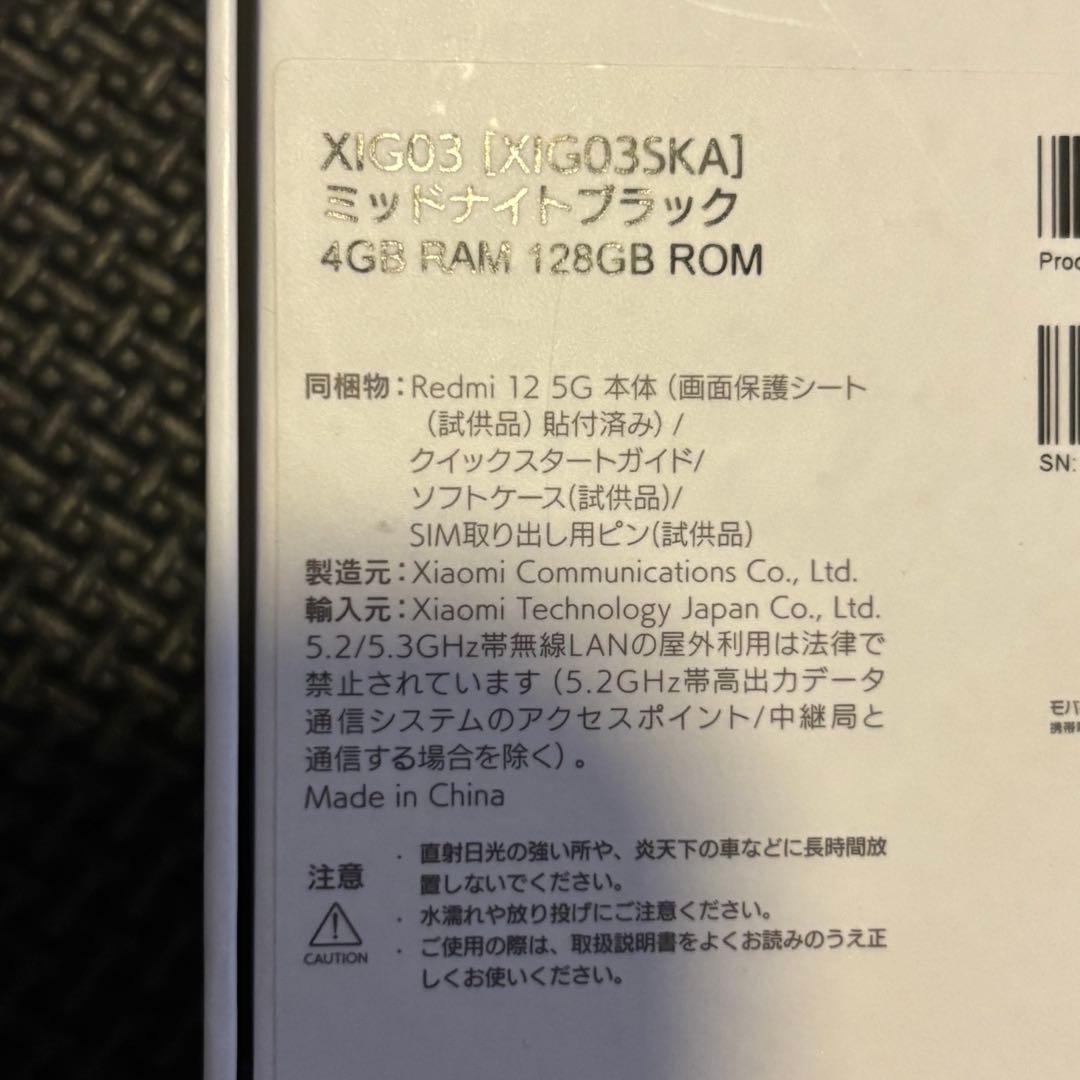 XIG03 [XIG03SKA]
ミッドナイトブラック
4GB RAM 128GB ROM
同梱物：Redmi 12 5G 本体（画面保護シート
（試供品）貼付済み）/
クイックスタートガイド/
ソフトケース(試供品)/
SIM取り出し用ピン(試供品)
製造元：Xiaomi Communications Co., Ltd.
輸入元：Xiaomi Technology Japan Co., Ltd.
5.2/5.3GHz帯無線LANの屋外利用は法律で
禁止されています（5.2GHz帯高出力データ
通信システムのアクセスポイント/中継局と
通信する場合を除く）。
Made in China
注意
CAUTION
・直射日光の強い所や、炎天下の車などに長時間放
置しないでください。
・水濡れや放り投げにご注意ください。
・ご使用の際は、取扱説明書をよくお読みのうえ正
しくお使いください。
Prod
SN:
モバ
携帯